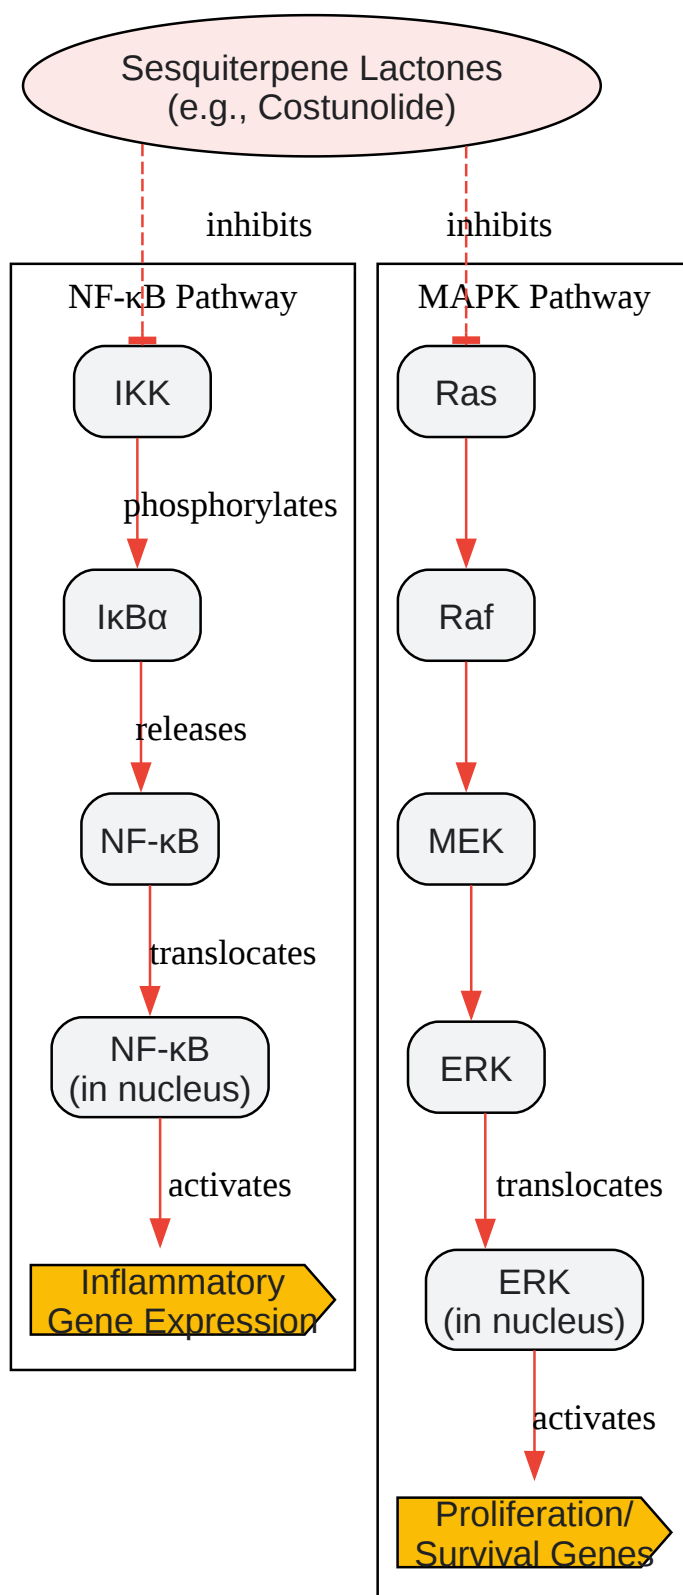 Sesquiterpene Lactones
(e.g., Costunolide)
inhibits
inhibits
NF-κB Pathway
IKK
phosphorylates
IκBα
releases
NF-κB
translocates
NF-κB
(in nucleus)
activates
Inflammatory
Gene Expression
MAPK Pathway
Ras
Raf
MEK
ERK
translocates
ERK
(in nucleus)
activates
Proliferation/
Survival Genes